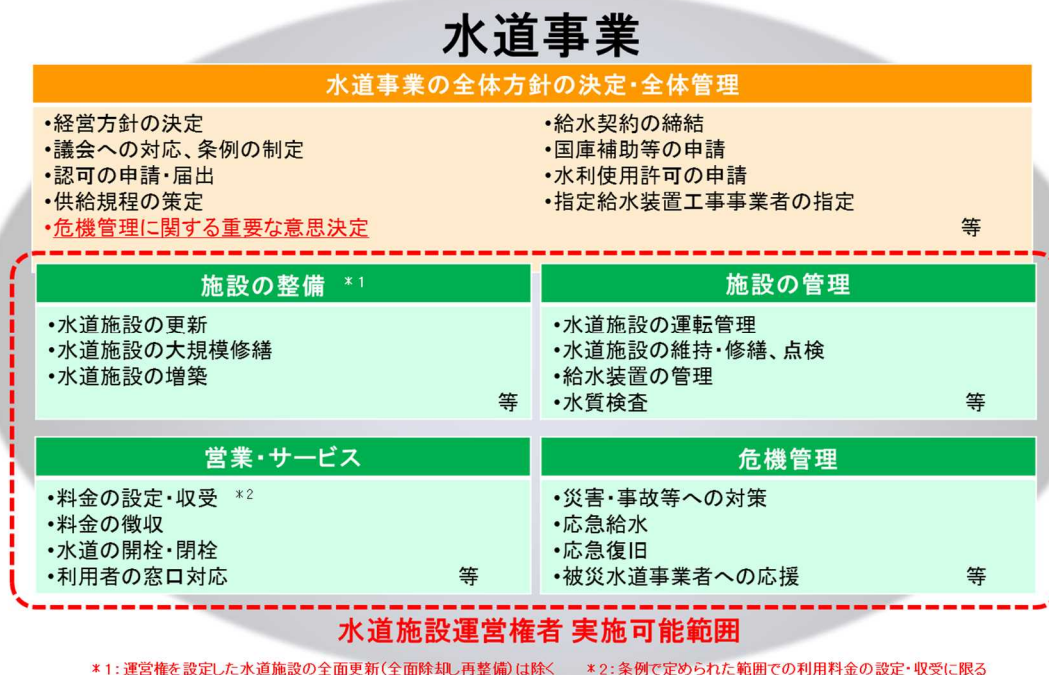 水道事業
水道事業の全体方針の決定・全体管理
・経営方針の決定
・議会への対応、条例の制定
・認可の申請・届出
・供給規程の策定
・危機管理に関する重要な意思決定
・給水契約の締結
・国庫補助等の申請
・水利使用許可の申請
・指定給水装置工事事業者の指定
等
施設の整備 *1
・水道施設の更新
・水道施設の大規模修繕
・水道施設の増築
等
施設の管理
・水道施設の運転管理
・水道施設の維持・修繕、点検
・給水装置の管理
・水質検査
等
営業・サービス
・料金の設定・収受 *2
・料金の徴収
・水道の開栓・閉栓
・利用者の窓口対応
等
危機管理
・災害・事故等への対策
・応急給水
・応急復旧
・被災水道事業者への応援
等
水道施設運営権者 実施可能範囲
*1:運営権を設定した水道施設の全面更新(全面除却し再整備)は除く
*2:条例で定められた範囲での利用料金の設定・収受に限る